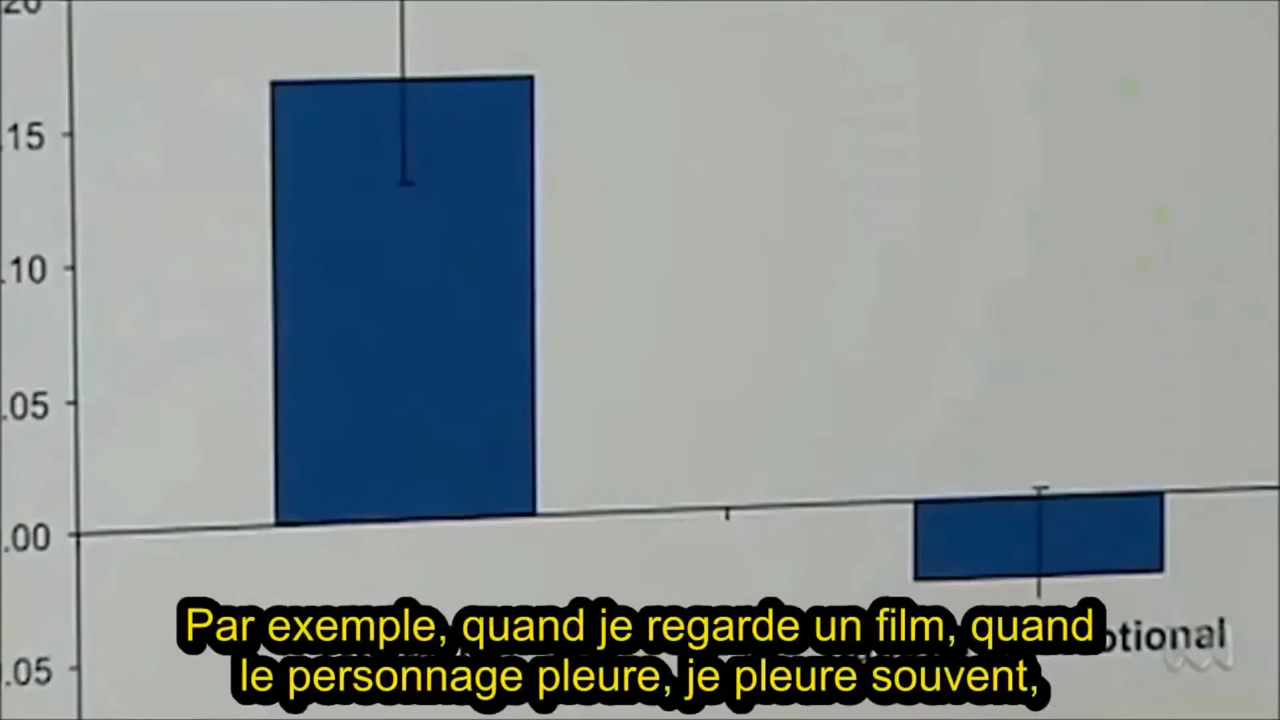 .15
.10
.05
.00
.05
Par exemple, quand je regarde un film, quand
le personnage pleure, je pleure souvent,